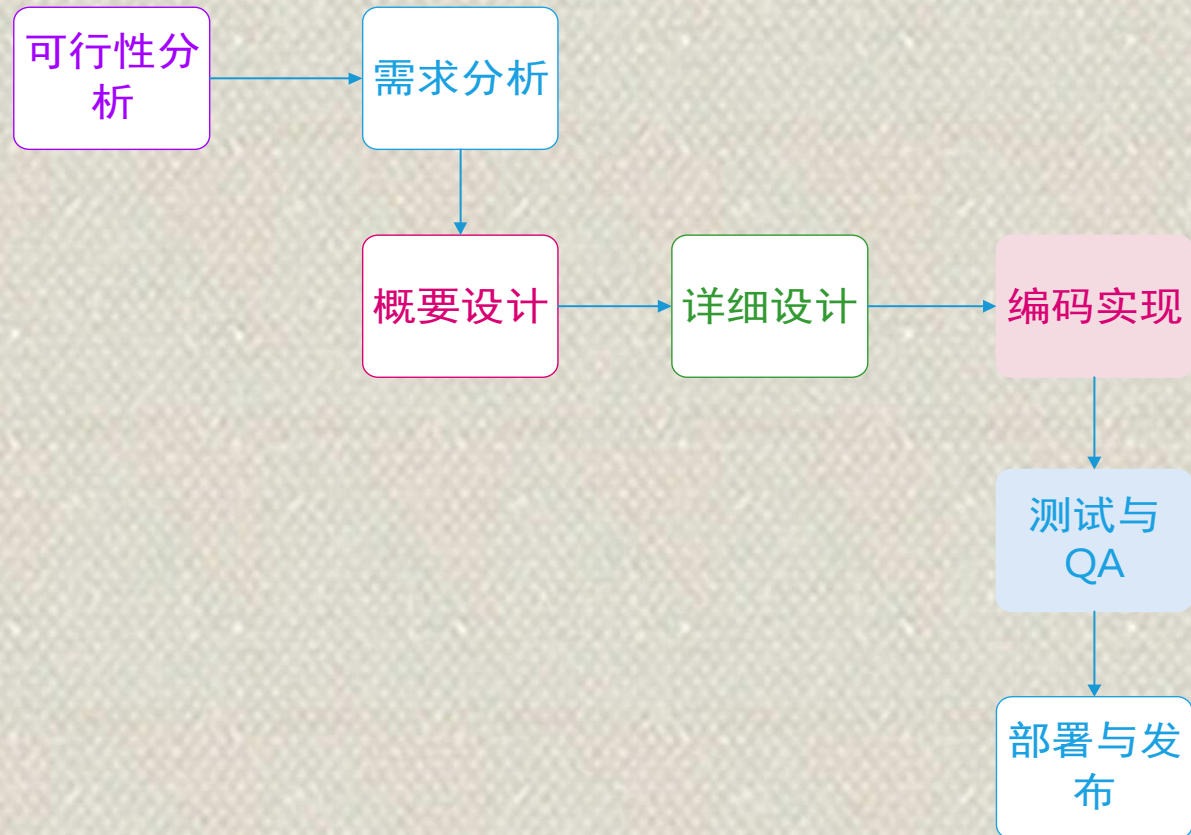 可行性分
析
需求分析
概要设计
详细设计
编码实现
测试与
QA
部署与发
布